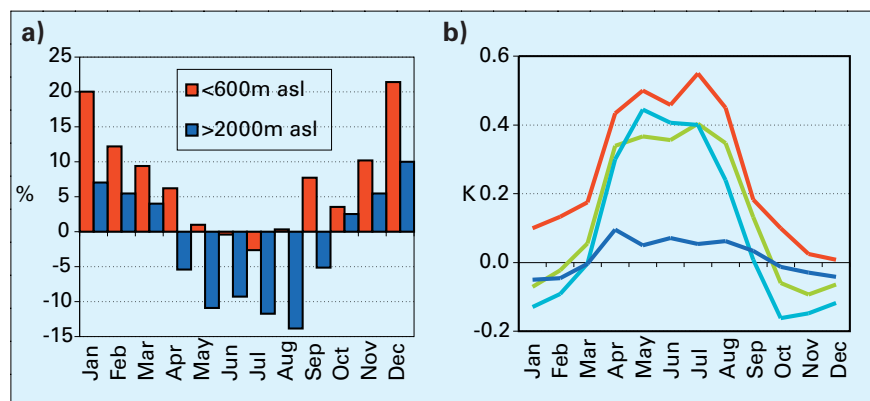 a)
25
20
15
10
5
0
-5
-10
-15
%
<600m asl
>2000m asl
Jan
Feb
Mar
Apr
May
Jun
Jul
Aug
Sep
Oct
Nov
Dec
b)
0.6
0.4
0.2
0.0
-0.2
K
Jan
Feb
Mar
Apr
May
Jun
Jul
Aug
Sep
Oct
Nov
Dec